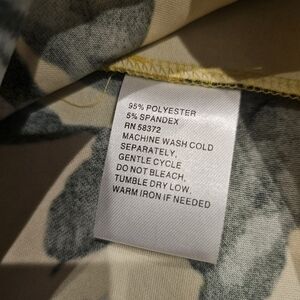 95% POLYESTER
5% SPANDEX
RN 58372
MACHINE WASH COLD
SEPARATELY,
GENTLE CYCLE
DO NOT BLEACH,
TUMBLE DRY LOW,
WARM IRON IF NEEDED